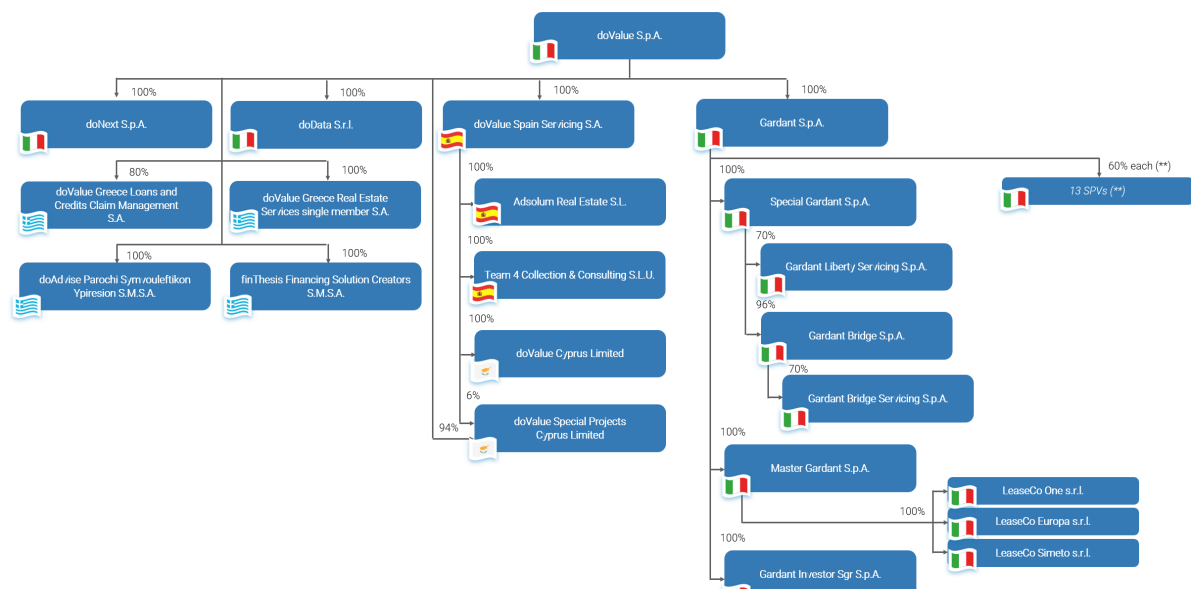 doValue S.p.A.
100%
100%
100%
100%
doNext S.p.A.
doData S.r.l.
doValue Spain Servicing S.A.
Gardant S.p.A.
80%
100%
100%
100%
60% each (**)
doValue Greece Loans and
Credits Claim Management
S.A.
doValue Greece Real Estate
Services single member S.A.
Adsolum Real Estate S.L.
Special Gardant S.p.A.
13 SPVs (**)
100%
100%
100%
70%
doAdvise Parochi Symvouleftikon
Ypiresion S.M.S.A.
finThesis Financing Solution Creators
S.M.S.A.
Team 4 Collection & Consulting S.L.U.
Gardant Liberty Servicing S.p.A.
100%
96%
doValue Cyprus Limited
Gardant Bridge S.p.A.
70%
6%
Gardant Bridge Servicing S.p.A.
94%
doValue Special Projects
Cyprus Limited
100%
Master Gardant S.p.A.
100%
LeaseCo One s.r.l.
LeaseCo Europa s.r.l.
LeaseCo Simeto s.r.l.
100%
Gardant Investor Sgr S.p.A.